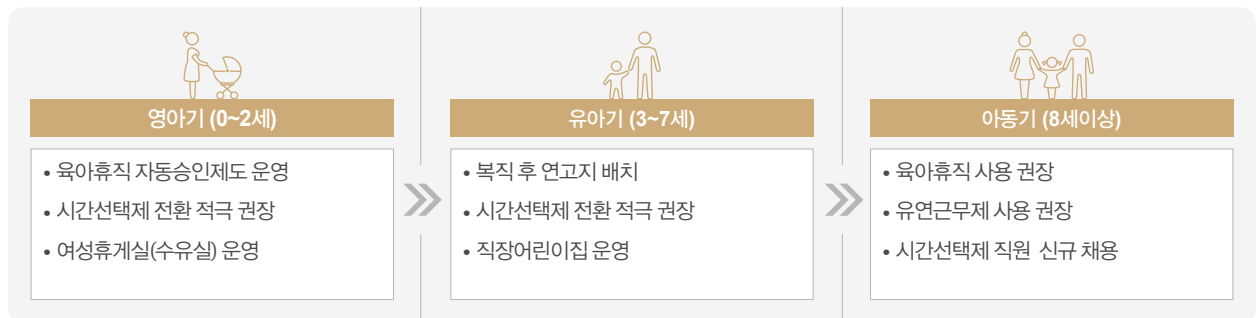 영아기 (0~2세)
• 육아휴직 자동승인제도 운영
• 시간선택제 전환 적극 권장
• 여성휴게실(수유실) 운영
유아기 (3~7세)
• 복직 후 연고지 배치
• 시간선택제 전환 적극 권장
• 직장어린이집 운영
아동기 (8세이상)
• 육아휴직 사용 권장
• 유연근무제 사용 권장
• 시간선택제 직원 신규 채용